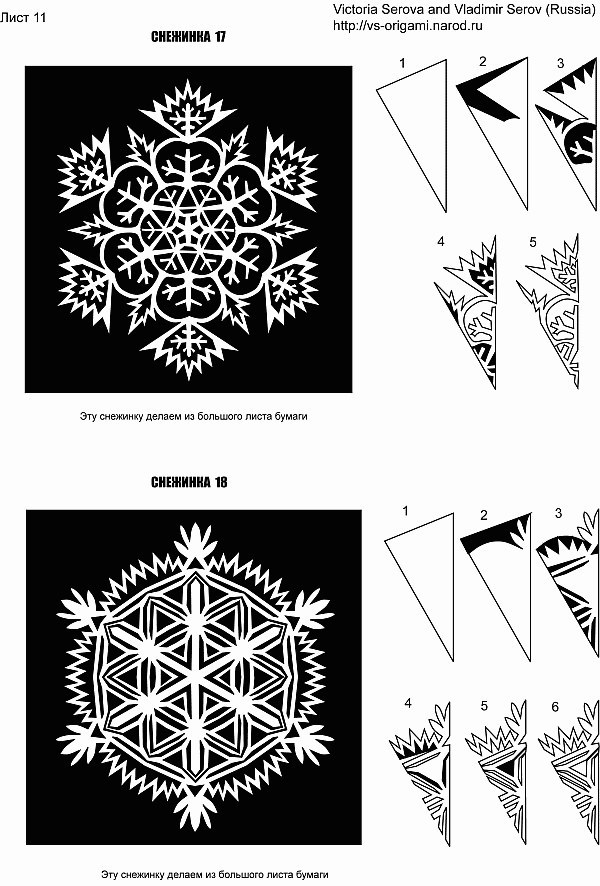 Лист 11
Victoria Serova and Vladimir Serov (Russia)
http://vs-origami.narod.ru
СНЕЖИНКА 17
1
2
3
4
5
Эту снежинку делаем из большого листа бумаги
СНЕЖИНКА 18
1
2
3
4
5
6
Эту снежинку делаем из большого листа бумаги